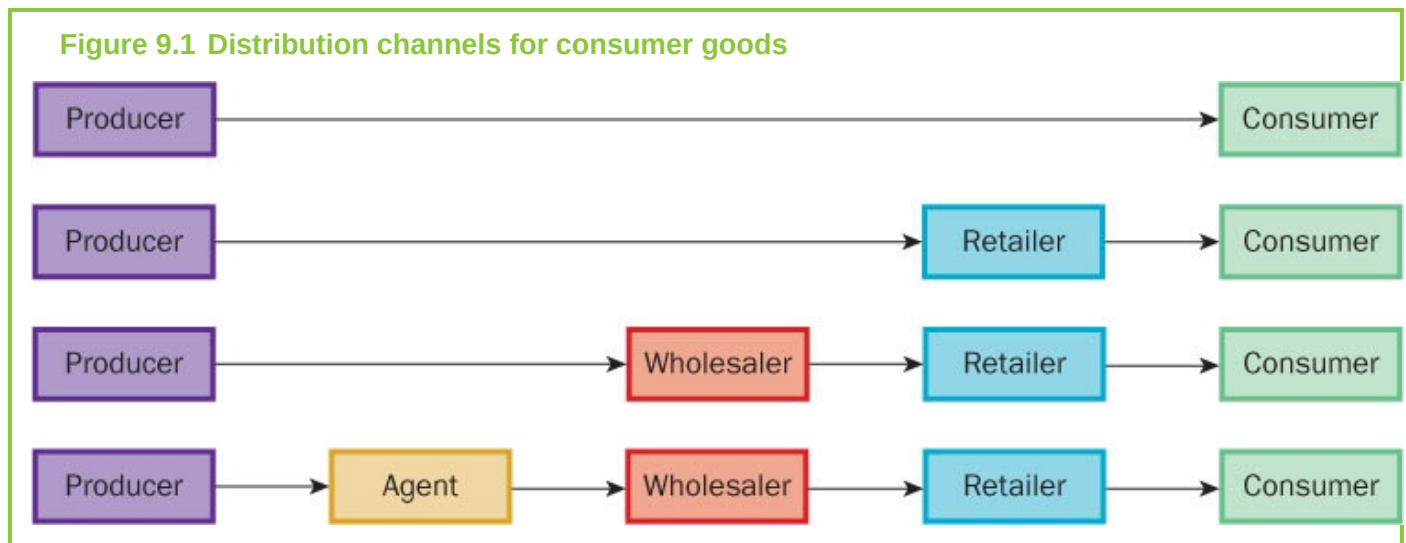 Figure 9.1 Distribution channels for consumer goods
Producer Consumer
Producer Retailer Consumer
Producer Wholesaler Retailer Consumer
Producer Agent Wholesaler Retailer Consumer